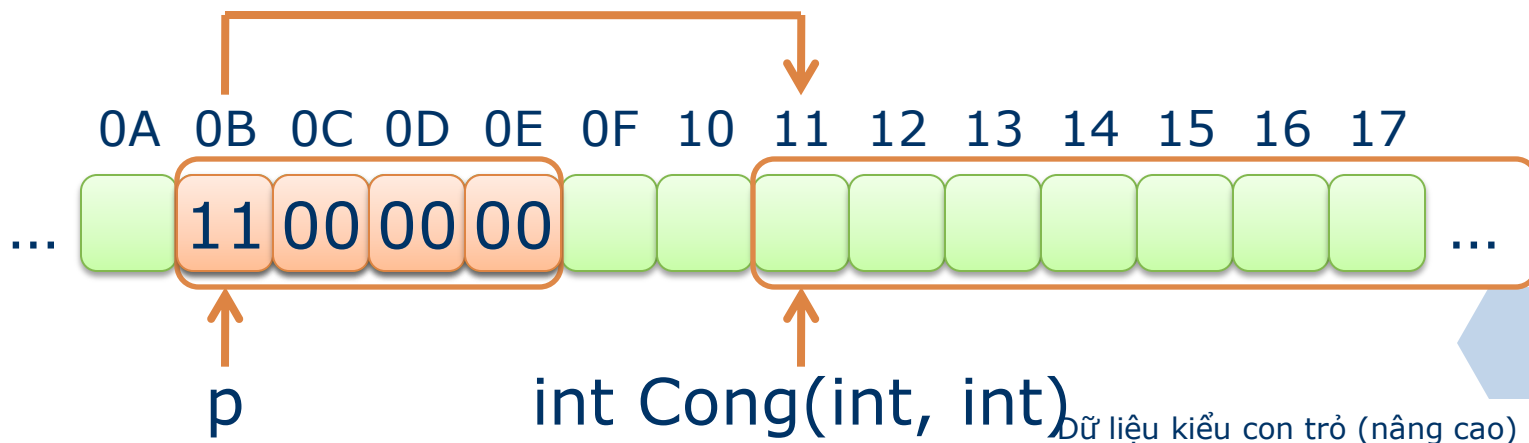 0A 0B 0C 0D 0E 0F 10 11 12 13 14 15 16 17
... 11 00 00 00 ...
p int Cong(int, int)
Dữ liệu kiểu con trỏ (nâng cao)